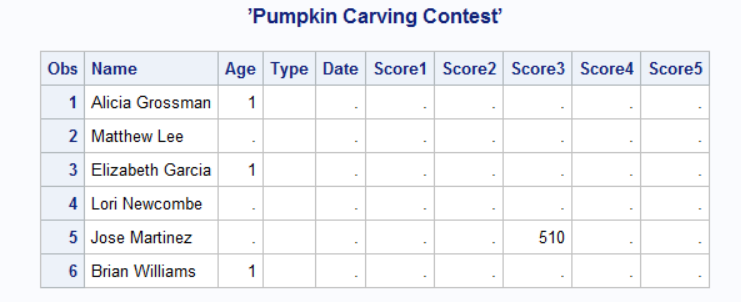 ’Pumpkin Carving Contest’
Obs Name Age Type Date Score1 Score2 Score3 Score4 Score5
1 Alicia Grossman 1 . . . . . .
2 Matthew Lee . . . . . . .
3 Elizabeth Garcia 1 . . . . . .
4 Lori Newcombe . . . . . . .
5 Jose Martinez . . . . 510 . .
6 Brian Williams 1 . . . . . .